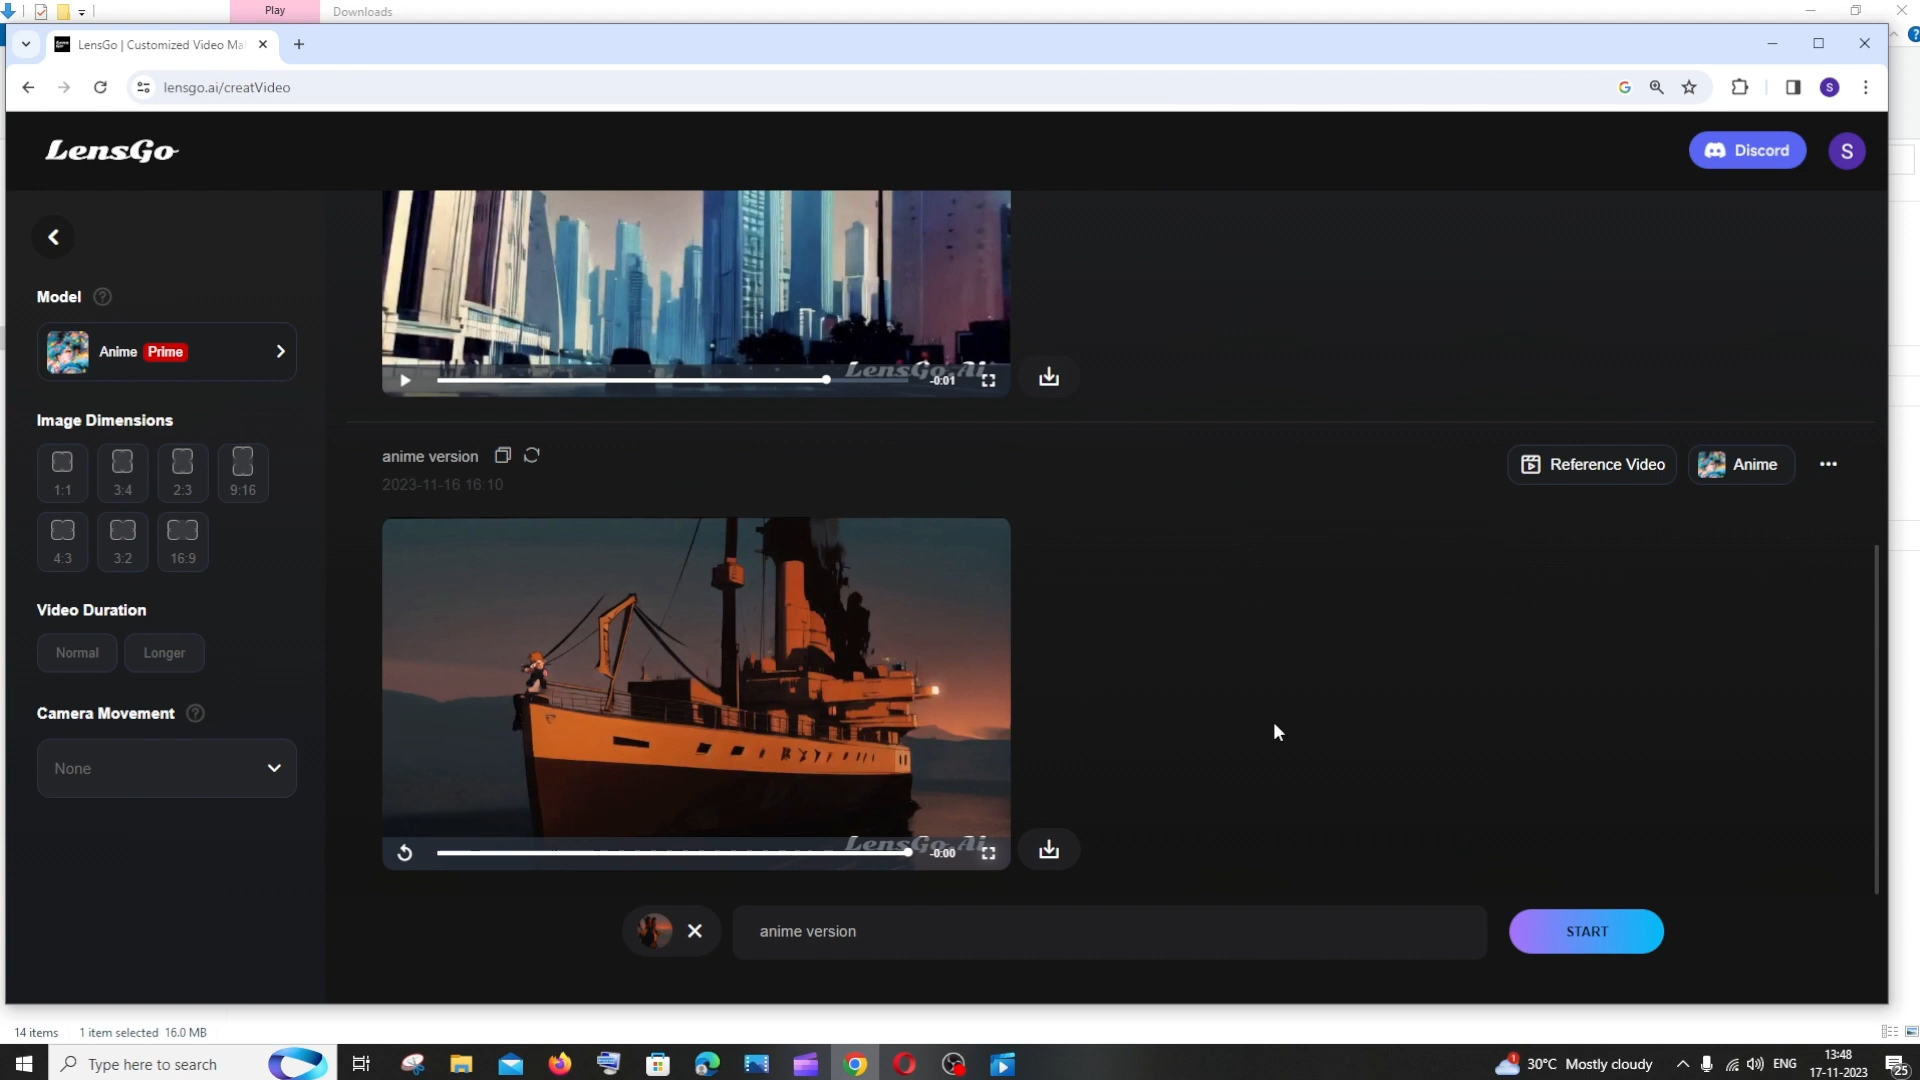 Play
Downloads
LensGo | Customized Video Ma
lensgo.ai/creatVideo
S
LensGo
Discord
S
Model
Anime Prime
Image Dimensions
1:1 3:4 2:3 9:16
4:3 3:2 16:9
Video Duration
Normal Longer
Camera Movement
None
LensGo.Ai
-0:01
anime version
2023-11-16 16:10
Reference Video
Anime
LensGo.Ai
-0:00
anime version
START
14 items 1 item selected 16.0 MB
Type here to search
1
30°C Mostly cloudy
ENG
13:48
17-11-2023
25